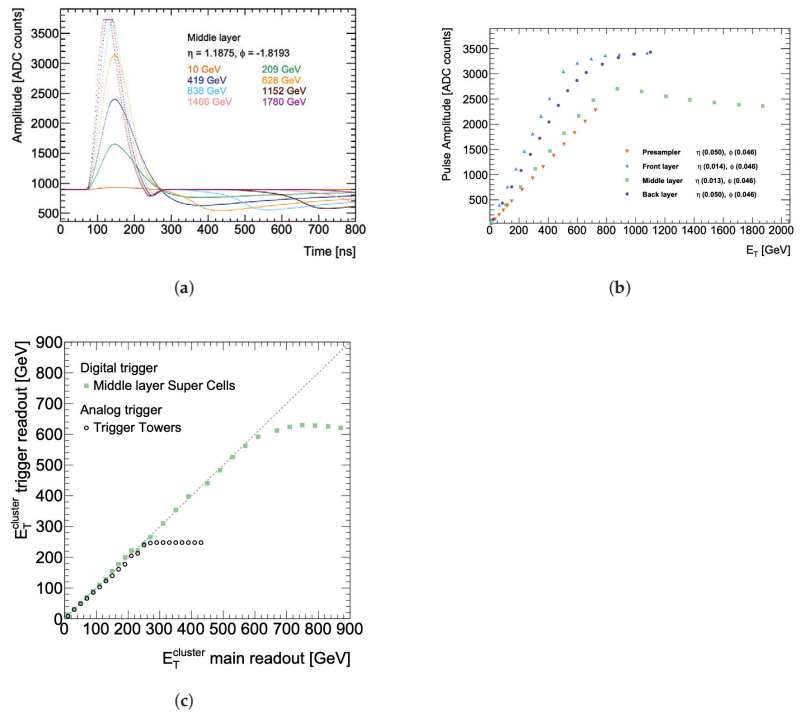 Amplitude [ADC counts]
3500
3000
2500
2000
1500
1000
500
Middle layer
η = 1.1875, ϕ = -1.8193
10 GeV 209 GeV
419 GeV 628 GeV
838 GeV 1152 GeV
1466 GeV 1780 GeV
0 100 200 300 400 500 600 700 800
Time [ns]
(a)
Pulse Amplitude [ADC counts]
3500
3000
2500
2000
1500
1000
500
0
Presampler η (0.050), ϕ (0.046)
Front layer η (0.014), ϕ (0.046)
Middle layer η (0.013), ϕ (0.046)
Back layer η (0.050), ϕ (0.046)
0 200 400 600 800 1000 1200 1400 1600 1800 2000
E_T [GeV]
(b)
E_T^cluster trigger readout [GeV]
900
800
700
600
500
400
300
200
100
0
Digital trigger
Middle layer Super Cells
Analog trigger
Trigger Towers
0 100 200 300 400 500 600 700 800 900
E_T^cluster main readout [GeV]
(c)